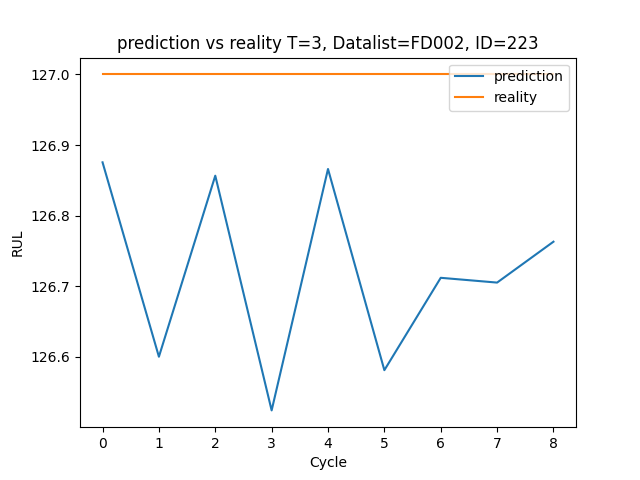 prediction vs reality T=3, Datalist=FD002, ID=223
127.0
126.9
126.8
126.7
126.6
RUL
prediction
reality
0 1 2 3 4 5 6 7 8
Cycle